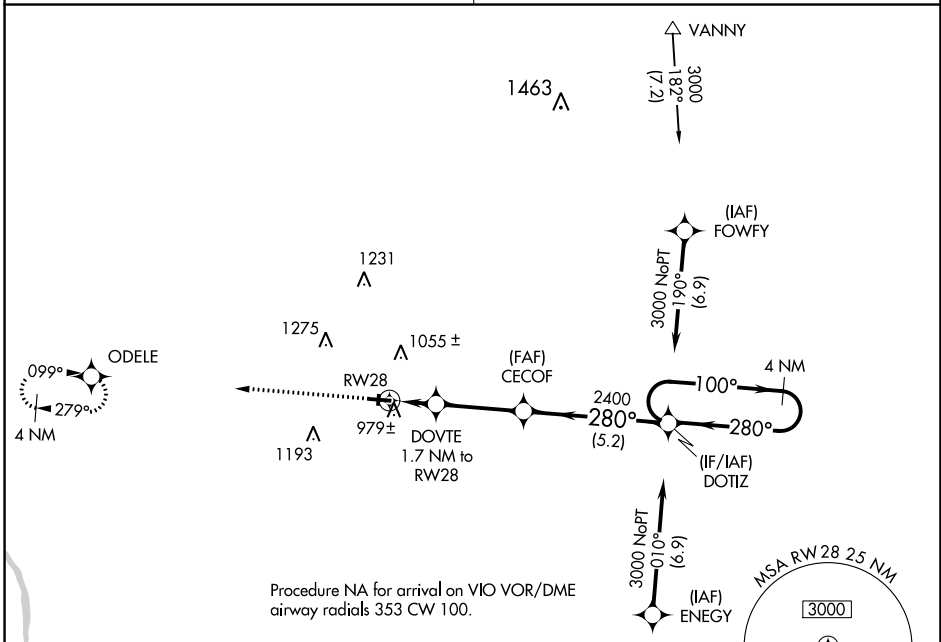 VANNY
3000
182°
(7.2)
1463
(IAF)
FOWFY
3000 NoPT
190°
(6.9)
1231
1275
1055 ±
ODELE
099°
279°
4 NM
RW28
979±
1193
(FAF)
CECOF
DOVTE
1.7 NM to
RW28
2400
280°
(5.2)
100°
4 NM
280°
(IF/IAF)
DOTIZ
3000 NoPT
010°
(6.9)
(IAF)
ENEGY
Procedure NA for arrival on VIO VOR/DME
airway radials 353 CW 100.
MSA RW28 25 NM
3000